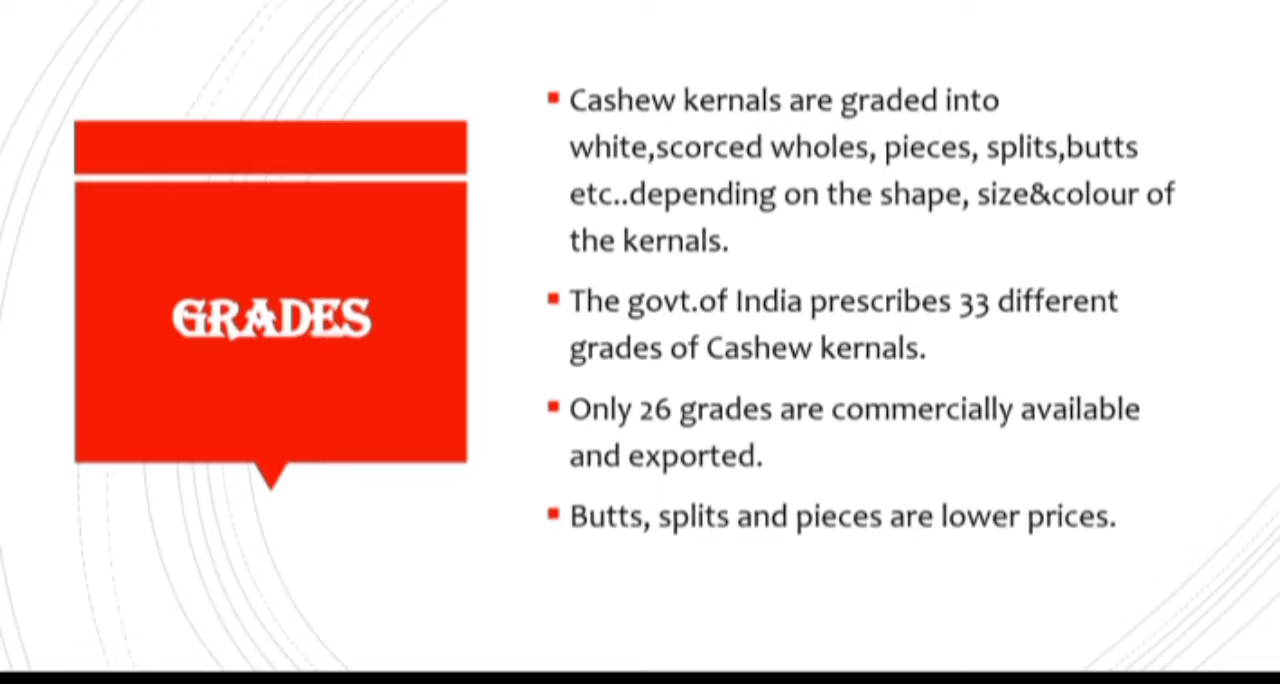 GRADES
Cashew kernals are graded into
white,scorced wholes, pieces, splits,butts
etc..depending on the shape, size&colour of
the kernals.
The govt.of India prescribes 33 different
grades of Cashew kernals.
Only 26 grades are commercially available
and exported.
Butts, splits and pieces are lower prices.